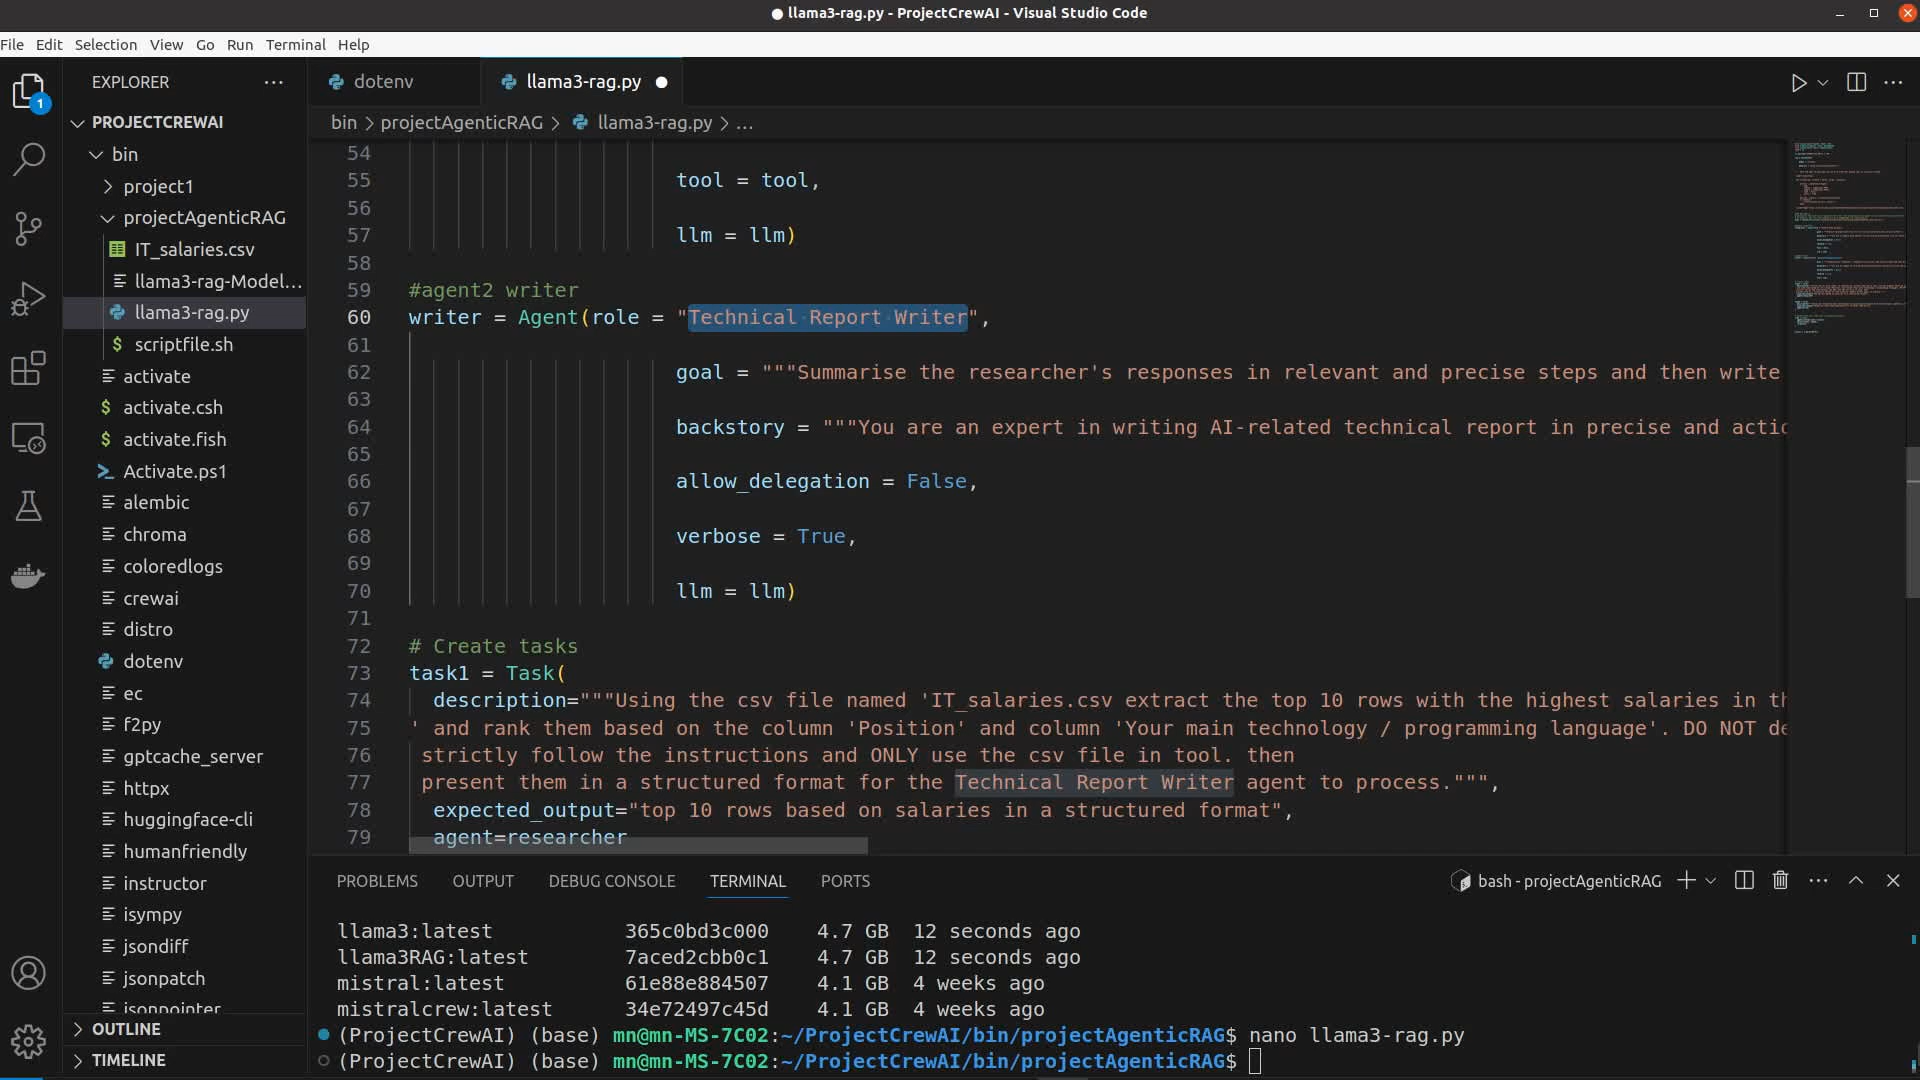 llama3-rag.py - ProjectCrewAI - Visual Studio Code
File Edit Selection View Go Run Terminal Help
EXPLORER
dotenv
llama3-rag.py
1
bin > projectAgenticRAG > llama3-rag.py > ...
PROJECTCREWAI
bin
project1
projectAgenticRAG
IT_salaries.csv
llama3-rag-Model...
llama3-rag.py
scriptfile.sh
activate
activate.csh
activate.fish
Activate.ps1
alembic
chroma
coloredlogs
crewai
distro
dotenv
ec
f2py
gptcache_server
httpx
huggingface-cli
humanfriendly
instructor
isympy
jsondiff
jsonpatch
jsonpointer
OUTLINE
TIMELINE
54
55 tool = tool,
56
57 llm = llm)
58
59 #agent2 writer
60 writer = Agent(role = "Technical Report Writer",
61
62 goal = """Summarise the researcher's responses in relevant and precise steps and then write
63
64 backstory = """You are an expert in writing AI-related technical report in precise and actio
65
66 allow_delegation = False,
67
68 verbose = True,
69
70 llm = llm)
71
72 # Create tasks
73 task1 = Task(
74 description="""Using the csv file named 'IT_salaries.csv extract the top 10 rows with the highest salaries in th
75 ' and rank them based on the column 'Position' and column 'Your main technology / programming language'. DO NOT de
76 strictly follow the instructions and ONLY use the csv file in tool. then
77 present them in a structured format for the Technical Report Writer agent to process.""",
78 expected_output="top 10 rows based on salaries in a structured format",
79 agent=researcher
PROBLEMS OUTPUT DEBUG CONSOLE TERMINAL PORTS
bash - projectAgenticRAG
llama3:latest 365c0bd3c000 4.7 GB 12 seconds ago
llama3RAG:latest 7aced2cbb0c1 4.7 GB 12 seconds ago
mistral:latest 61e88e884507 4.1 GB 4 weeks ago
mistralcrew:latest 34e72497c45d 4.1 GB 4 weeks ago
(ProjectCrewAI) (base) mn@mn-MS-7C02:~/ProjectCrewAI/bin/projectAgenticRAG$ nano llama3-rag.py
(ProjectCrewAI) (base) mn@mn-MS-7C02:~/ProjectCrewAI/bin/projectAgenticRAG$